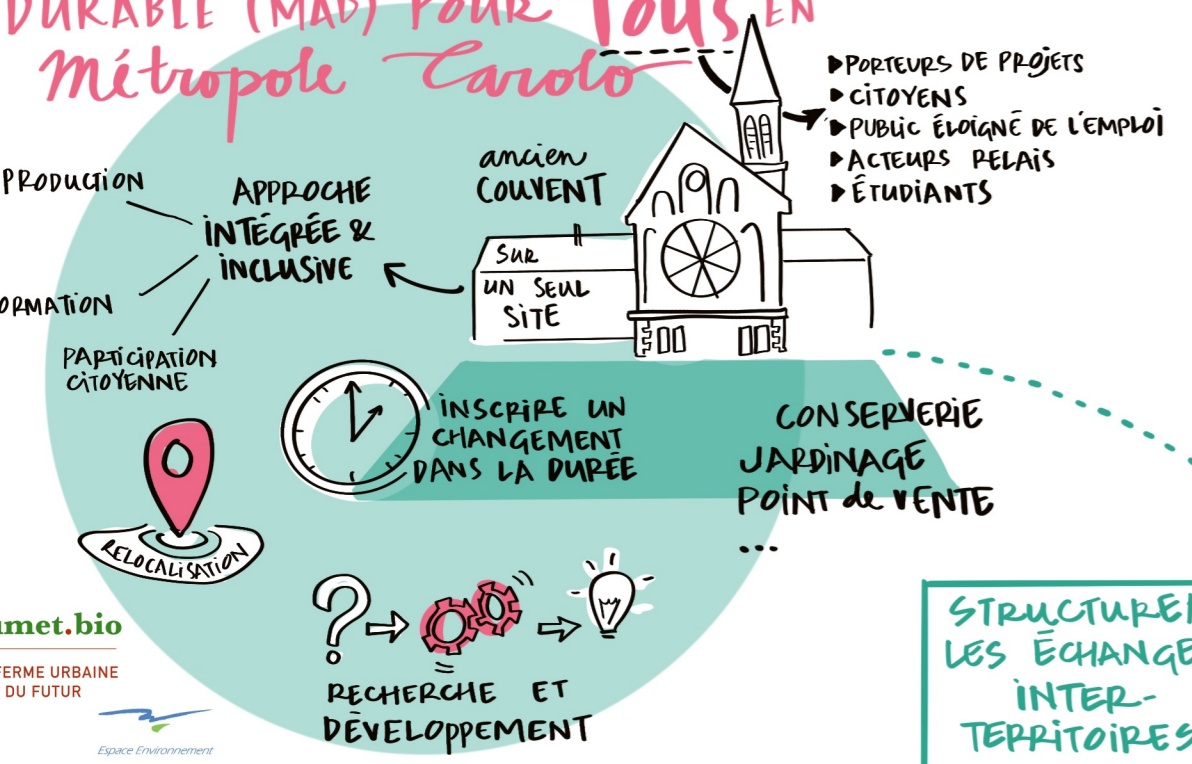 DURABLE (MAD) POUR TOUS EN
Métropole Carolo
▶PORTEURS DE PROJETS
▶CITOYENS
▶PUBLIC ÉLOIGNÉ DE L'EMPLOI
▶ACTEURS RELAIS
▶ÉTUDIANTS
ancien
COUVENT
SUR
UN SEUL
SITE
APPROCHE
INTÉGRÉE &
INCLUSIVE
PRODUCTION
ORMATION
PARTICIPATION
CITOYENNE
RELOCALISATION
INSCRIRE UN
CHANGEMENT
DANS LA DURÉE
CONSERVERIE
JARDINAGE
POINT de VENTE
...
RECHERCHE ET
DÉVELOPPEMENT
umet.bio
FERME URBAINE
DU FUTUR
Espace Environnement
STRUCTURER
LES ÉCHANGE
INTER-
TERRITOIRES